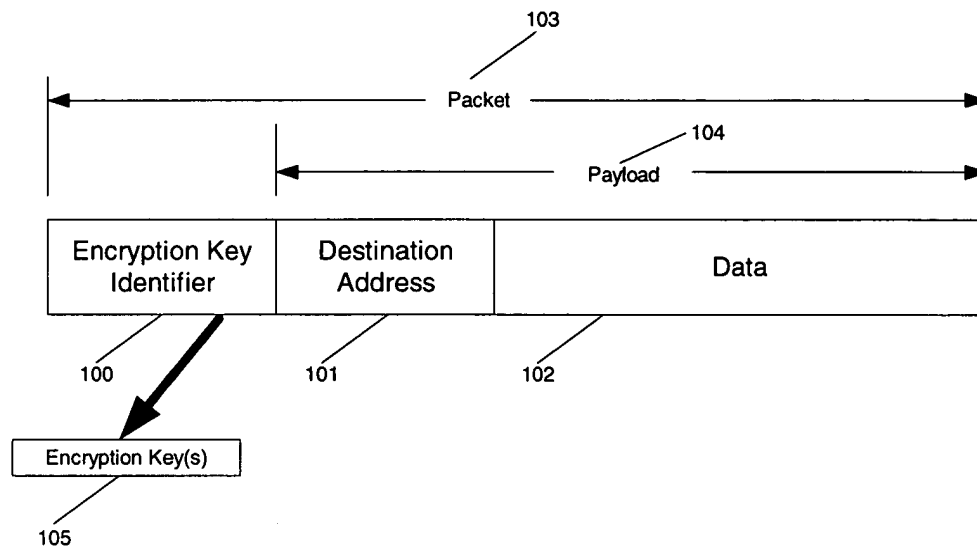 103
Packet
104
Payload
Encryption Key
Identifier
Destination
Address
Data
100
101
102
Encryption Key(s)
105